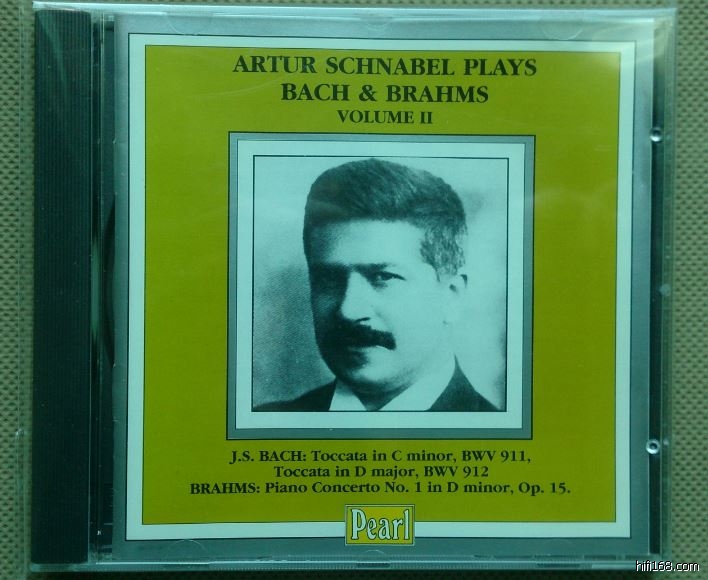 ARTUR SCHNABEL PLAYS
BACH & BRAHMS
VOLUME II
J.S. BACH: Toccata in C minor, BWV 911,
Toccata in D major, BWV 912
BRAHMS: Piano Concerto No. 1 in D minor, Op. 15.
Pearl
hifi168.com